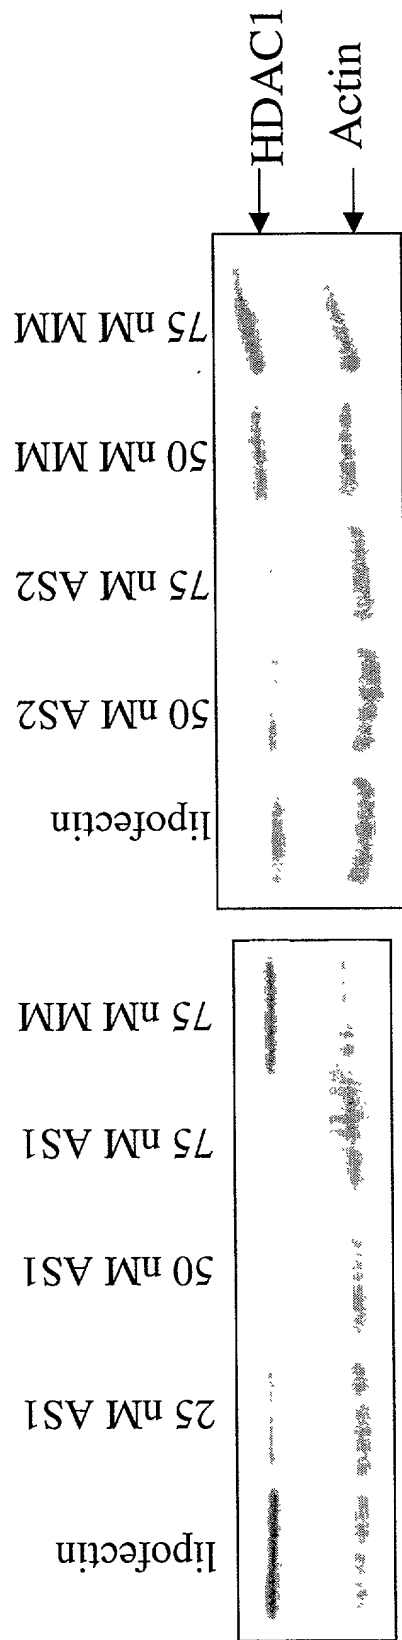 lipofectin
25 nM AS1
50 nM AS1
75 nM AS1
75 nM MM
lipofectin
50 nM AS2
75 nM AS2
50 nM MM
75 nM MM
HDAC1
Actin